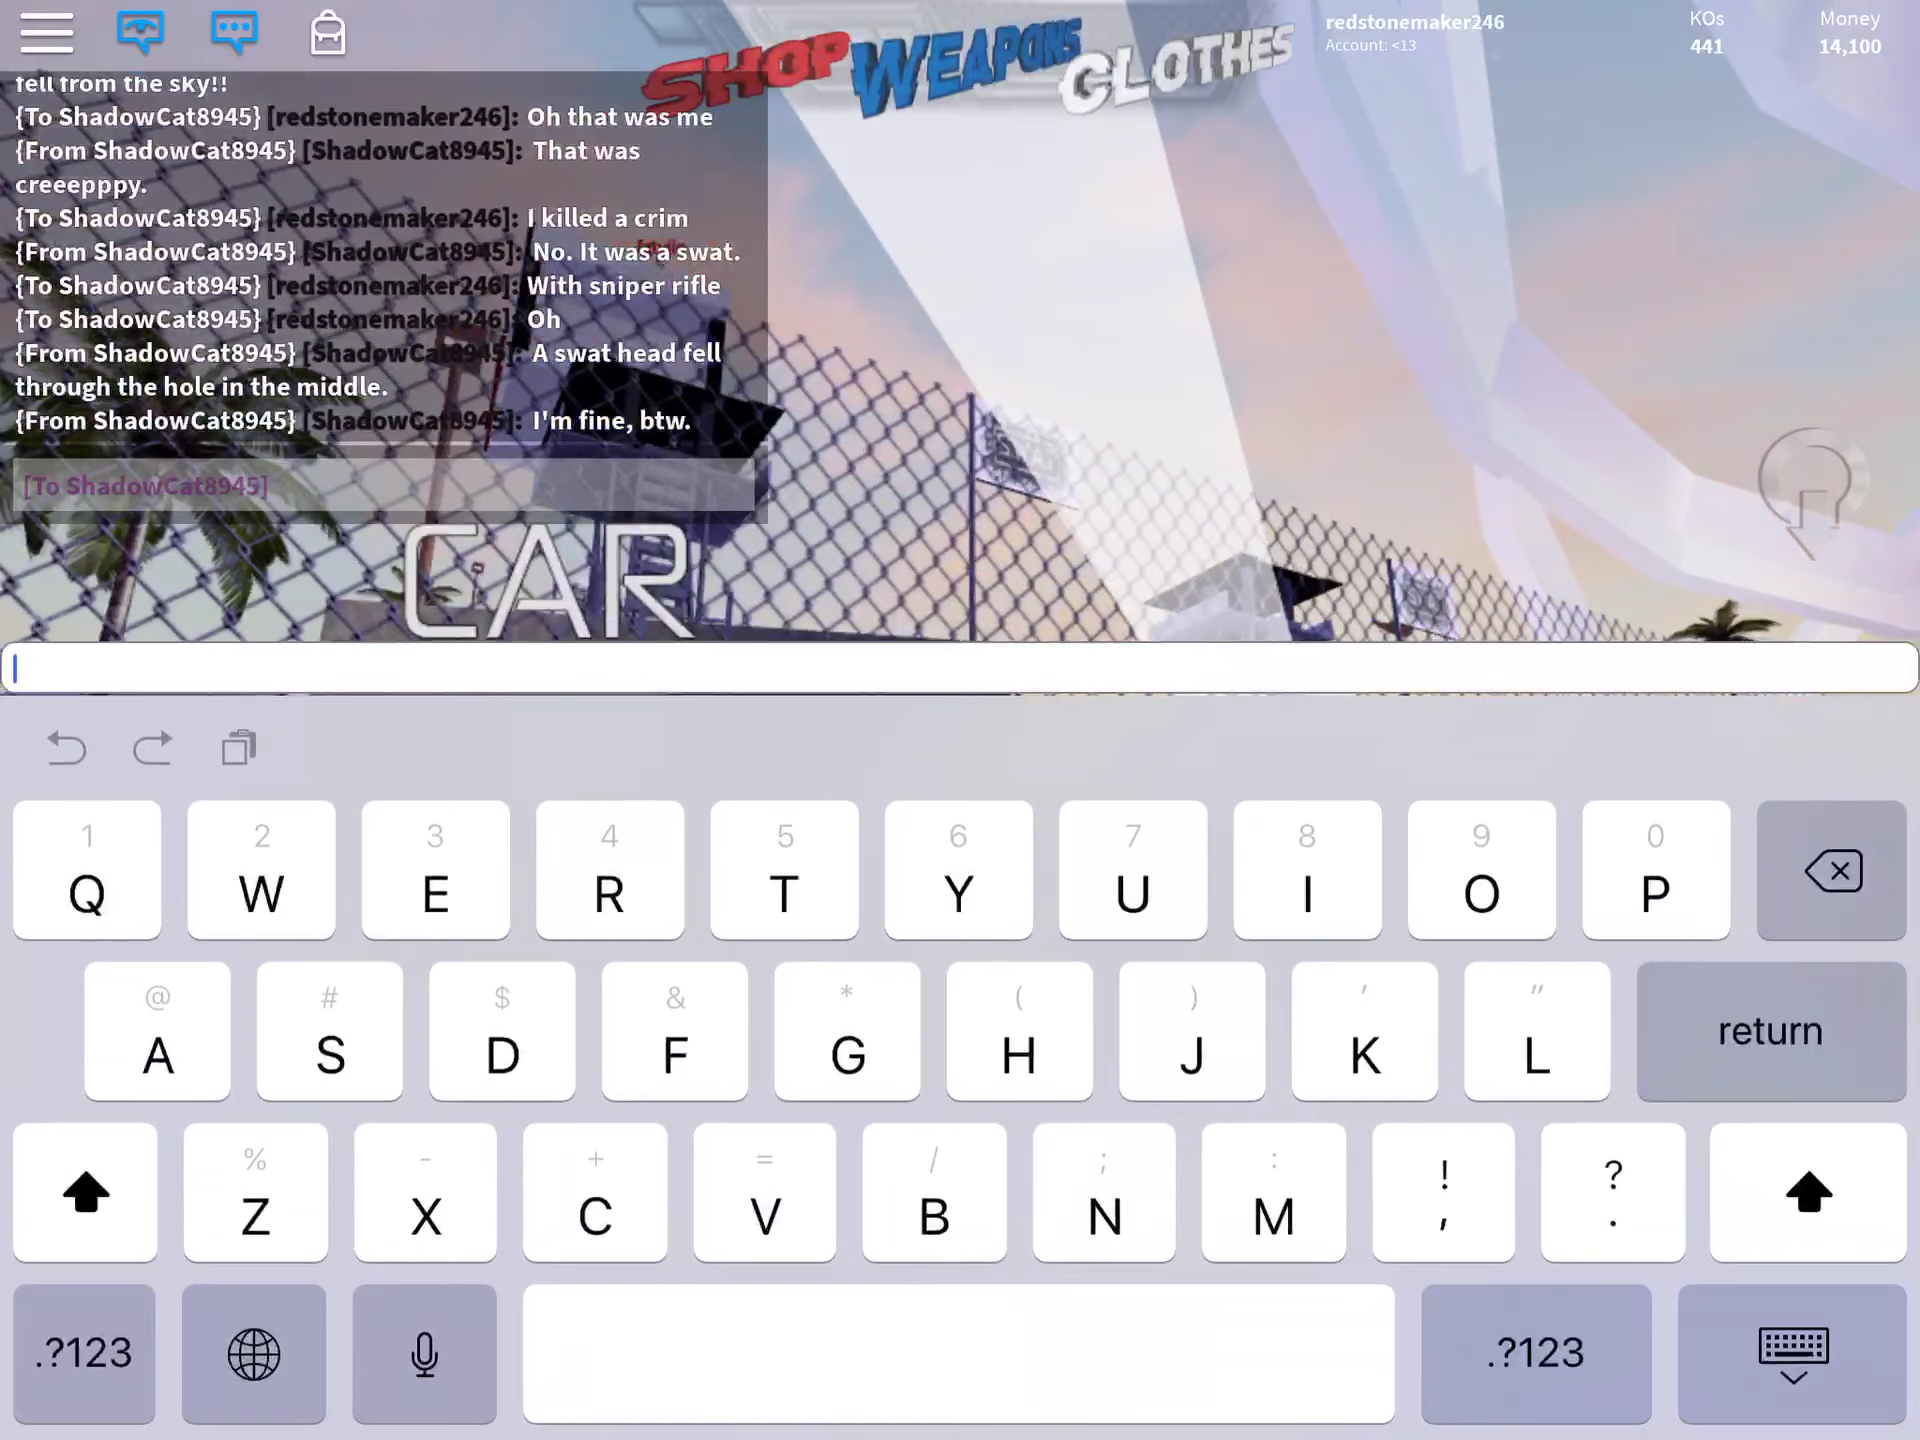 redstonemaker246
Account: <13
KOs
441
Money
14,100
SHOP WEAPONS CLOTHES
fell from the sky!!
{To ShadowCat8945} [redstonemaker246]: Oh that was me
{From ShadowCat8945} [ShadowCat8945]: That was
creeepppy.
{To ShadowCat8945} [redstonemaker246]: I killed a crim
{From ShadowCat8945} [ShadowCat8945]: No. It was a swat.
{To ShadowCat8945} [redstonemaker246]: With sniper rifle
{To ShadowCat8945} [redstonemaker246]: Oh
{From ShadowCat8945} [ShadowCat8945]: A swat head fell
through the hole in the middle.
{From ShadowCat8945} [ShadowCat8945]: I'm fine, btw.
[To ShadowCat8945]
CAR
1 2 3 4 5 6 7 8 9 0
Q W E R T Y U I O P
@ # $ & * ( ) ' "
A S D F G H J K L return
% - + = / ; : ! ?
Z X C V B N M , .
.?123 .?123